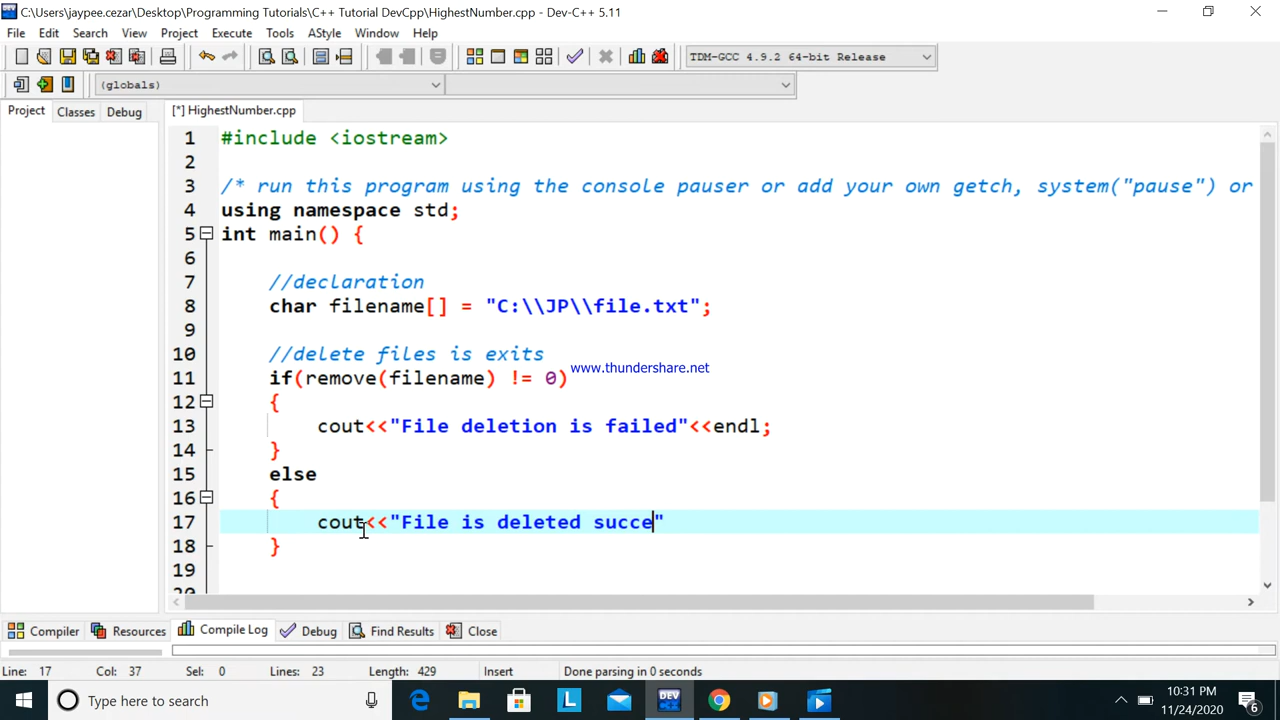 C:\Users\jaypee.cezar\Desktop\Programming Tutorials\C++ Tutorial DevCpp\HighestNumber.cpp - Dev-C++ 5.11
File Edit Search View Project Execute Tools AStyle Window Help
TDM-GCC 4.9.2 64-bit Release
(globals)
Project Classes Debug [*] HighestNumber.cpp
1 #include <iostream>
2
3 /* run this program using the console pauser or add your own getch, system("pause") or
4 using namespace std;
5 int main() {
6
7 //declaration
8 char filename[] = "C:\\JP\\file.txt";
9
10 //delete files is exits
www.thundershare.net
11 if(remove(filename) != 0)
12 {
13 cout<<"File deletion is failed"<<endl;
14 }
15 else
16 {
17 cout<<"File is deleted succe"
18 }
19
20
Compiler Resources Compile Log Debug Find Results Close
Line: 17 Col: 37 Sel: 0 Lines: 23 Length: 429 Insert Done parsing in 0 seconds
Type here to search
L
DEV
10:31 PM
11/24/2020
6